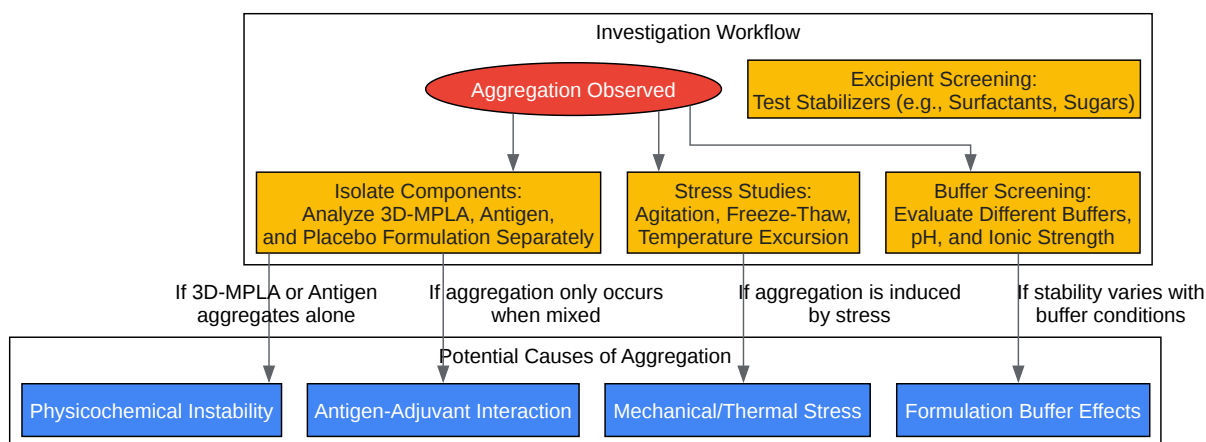 Investigation Workflow
Aggregation Observed
Excipient Screening:
Test Stabilizers (e.g., Surfactants, Sugars)
Isolate Components:
Analyze 3D-MPLA, Antigen,
and Placebo Formulation Separately
Stress Studies:
Agitation, Freeze-Thaw,
Temperature Excursion
Buffer Screening:
Evaluate Different Buffers,
pH, and Ionic Strength
If 3D-MPLA or Antigen
aggregates alone
If aggregation only occurs
when mixed
If aggregation is induced
by stress
If stability varies with
buffer conditions
Potential Causes of Aggregation
Physicochemical Instability
Antigen-Adjuvant Interaction
Mechanical/Thermal Stress
Formulation Buffer Effects